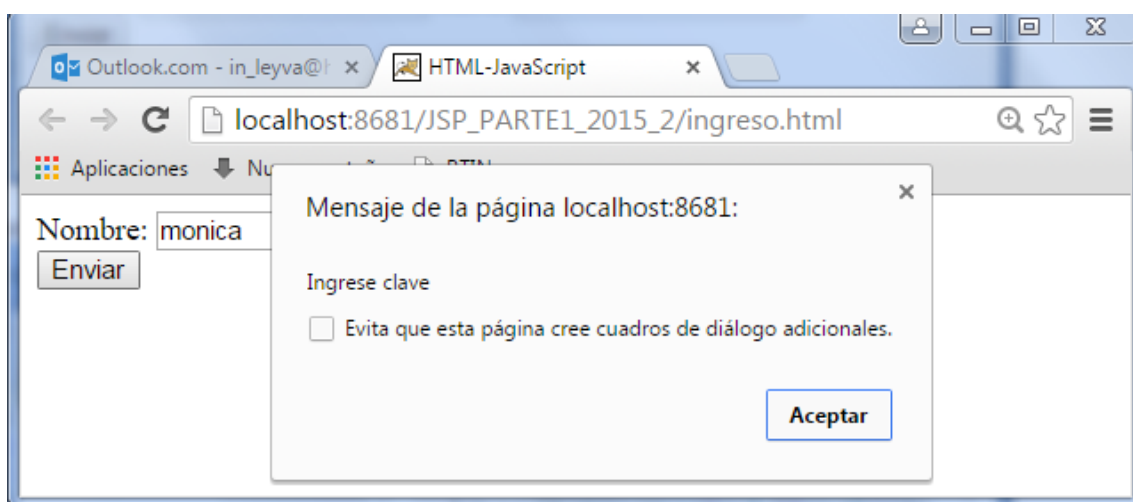 Outlook.com - in_leyva@h
HTML-JavaScript
localhost:8681/JSP_PARTE1_2015_2/ingreso.html
Aplicaciones
Mensaje de la página localhost:8681:
Nombre: monica
Enviar
Ingrese clave
Evita que esta página cree cuadros de diálogo adicionales.
Aceptar